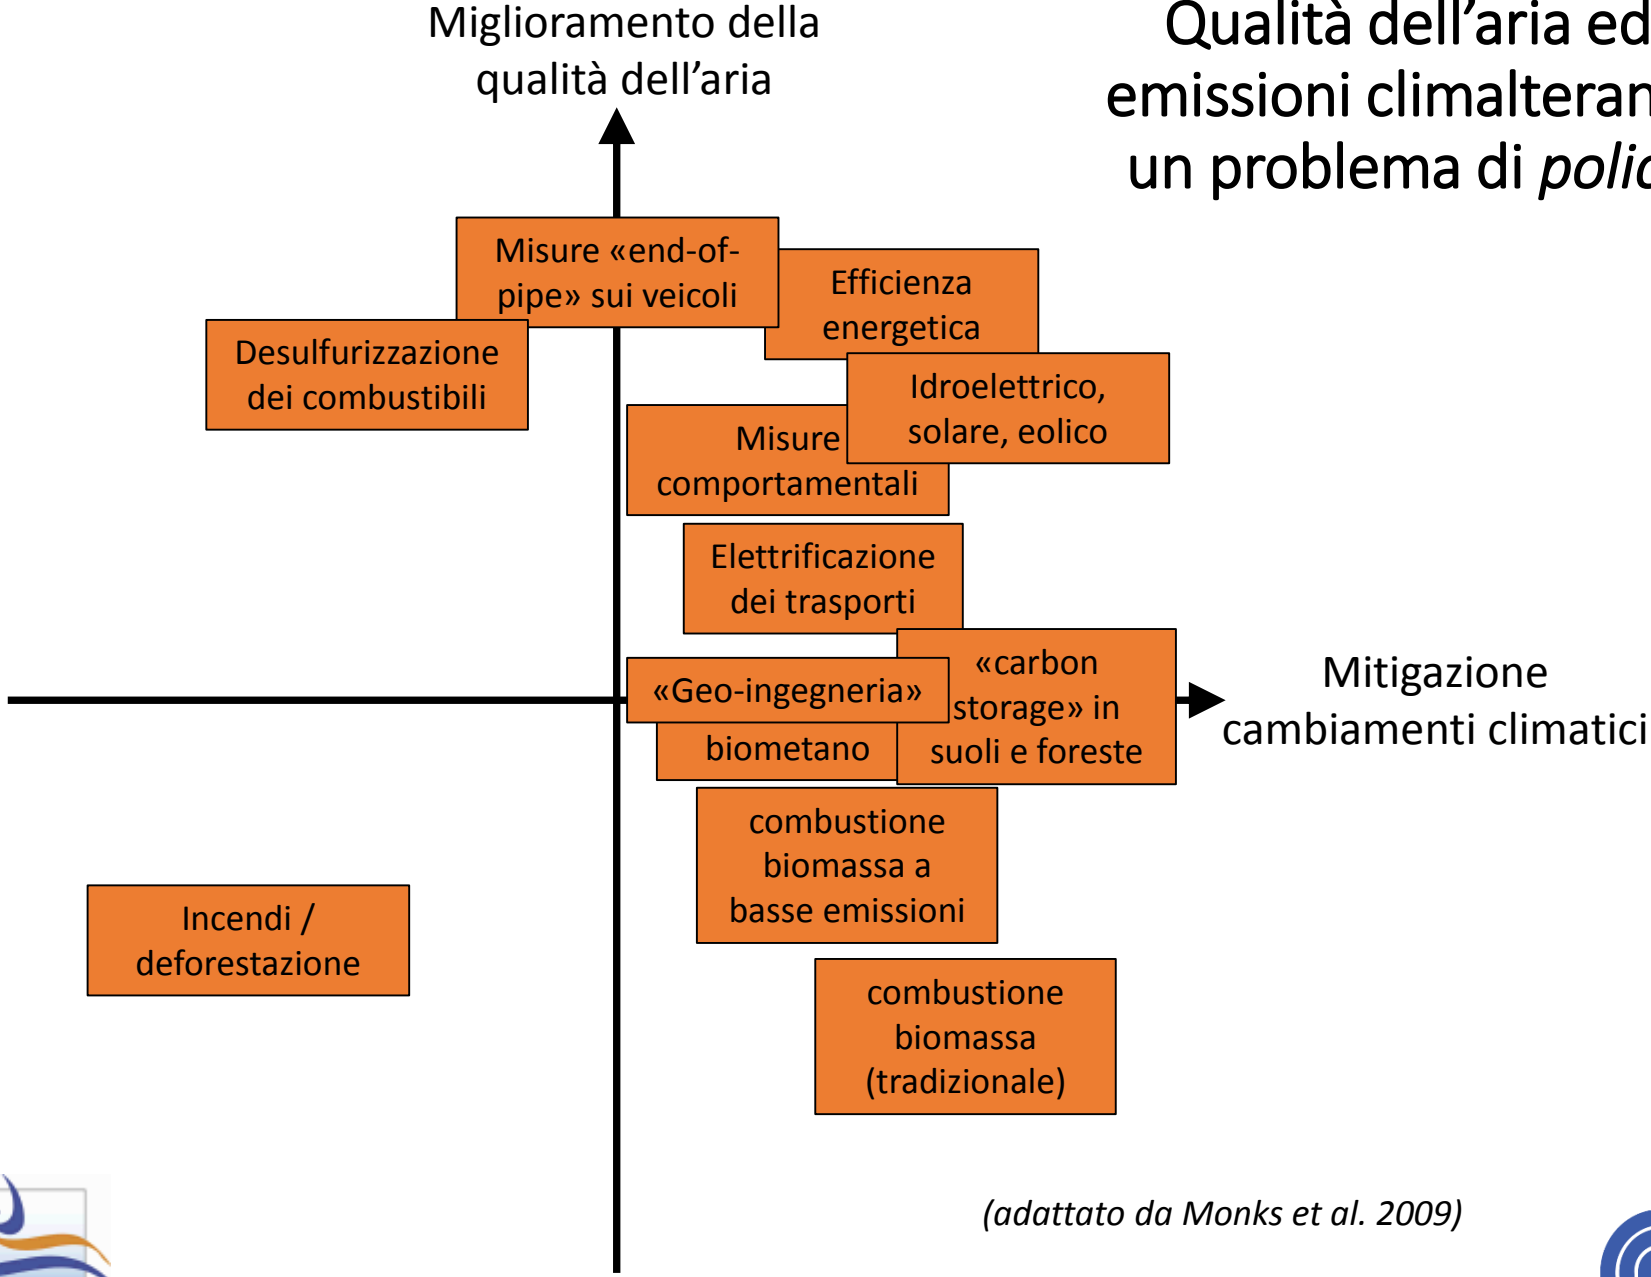 Miglioramento della
qualità dell’aria
Qualità dell’aria ed
emissioni climalteran
un problema di polic
Misure «end-of-
pipe» sui veicoli
Efficienza
energetica
Desulfurizzazione
dei combustibili
Idroelettrico,
solare, eolico
Misure
comportamentali
Elettrificazione
dei trasporti
«carbon
storage» in
suoli e foreste
«Geo-ingegneria»
biometano
Mitigazione
cambiamenti climatici
combustione
biomassa a
basse emissioni
Incendi /
deforestazione
combustione
biomassa
(tradizionale)
(adattato da Monks et al. 2009)